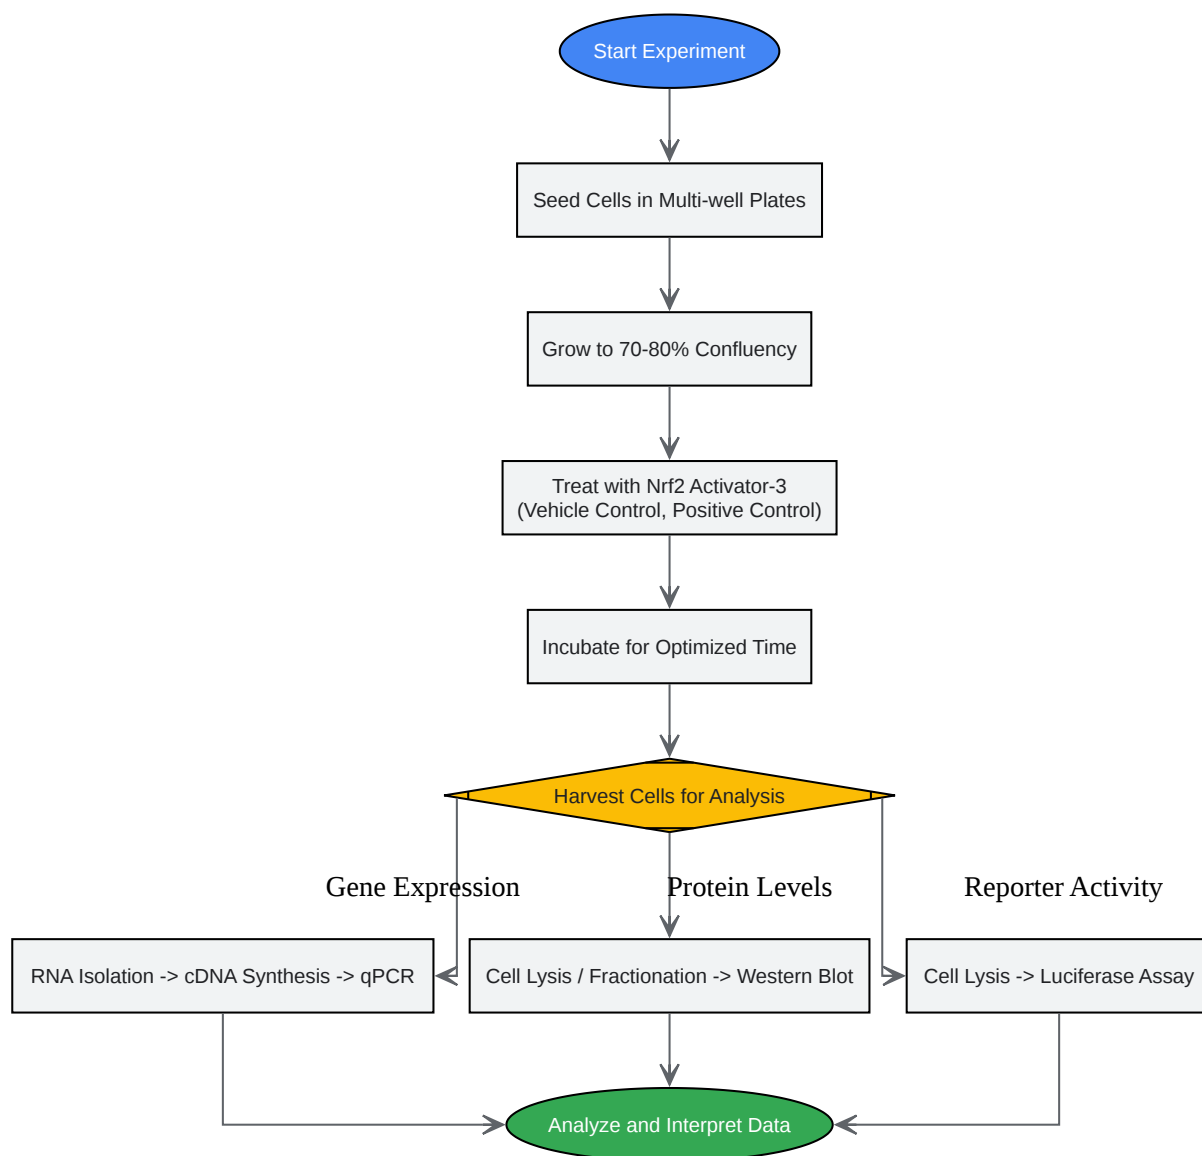 Start Experiment
Seed Cells in Multi-well Plates
Grow to 70-80% Confluency
Treat with Nrf2 Activator-3
(Vehicle Control, Positive Control)
Incubate for Optimized Time
Harvest Cells for Analysis
Gene Expression
Protein Levels
Reporter Activity
RNA Isolation -> cDNA Synthesis -> qPCR
Cell Lysis / Fractionation -> Western Blot
Cell Lysis -> Luciferase Assay
Analyze and Interpret Data